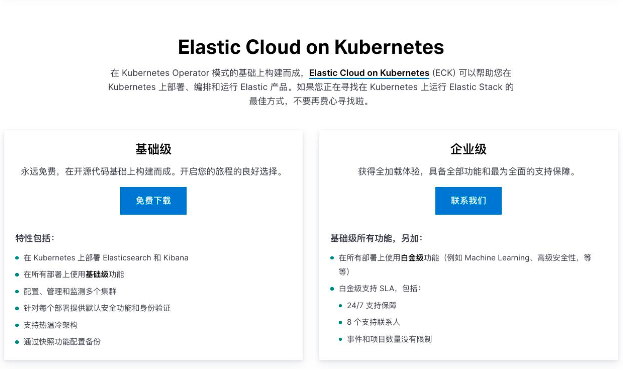 Elastic Cloud on Kubernetes
在 Kubernetes Operator 模式的基础上构建而成，Elastic Cloud on Kubernetes (ECK) 可以帮助您在
Kubernetes 上部署、编排和运行 Elastic 产品。如果您正在寻找在 Kubernetes 上运行 Elastic Stack 的
最佳方式，不要再费心寻找啦。
基础级
永远免费，在开源代码基础上构建而成。开启您的旅程的良好选择。
免费下载
特性包括：
在 Kubernetes 上部署 Elasticsearch 和 Kibana
在所有部署上使用基础级功能
配置、管理和监测多个集群
针对每个部署提供默认安全功能和身份验证
支持热温冷架构
通过快照功能配置备份
企业级
获得全加载体验，具备全部功能和最为全面的支持保障。
联系我们
基础级所有功能，另加：
在所有部署上使用白金级功能（例如 Machine Learning、高级安全性，等
等）
白金级支持 SLA，包括：
24/7 支持保障
8 个支持联系人
事件和项目数量没有限制